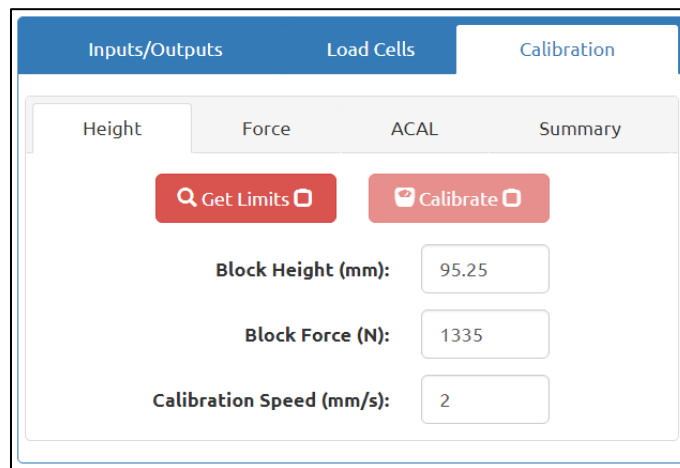 Inputs/Outputs Load Cells Calibration
Height Force ACAL Summary
Get Limits Calibrate
Block Height (mm): 95.25
Block Force (N): 1335
Calibration Speed (mm/s): 2